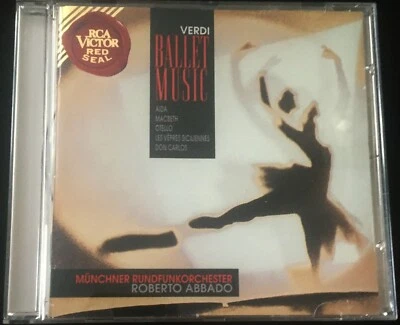 RCA
VICTOR
RED
SEAL
VERDI
BALLET
MUSIC
AIDA
MACBETH
OTELLO
LES VÊPRES SICILIENNES
DON CARLOS
MÜNCHNER RUNDFUNKORCHESTER
ROBERTO ABBADO